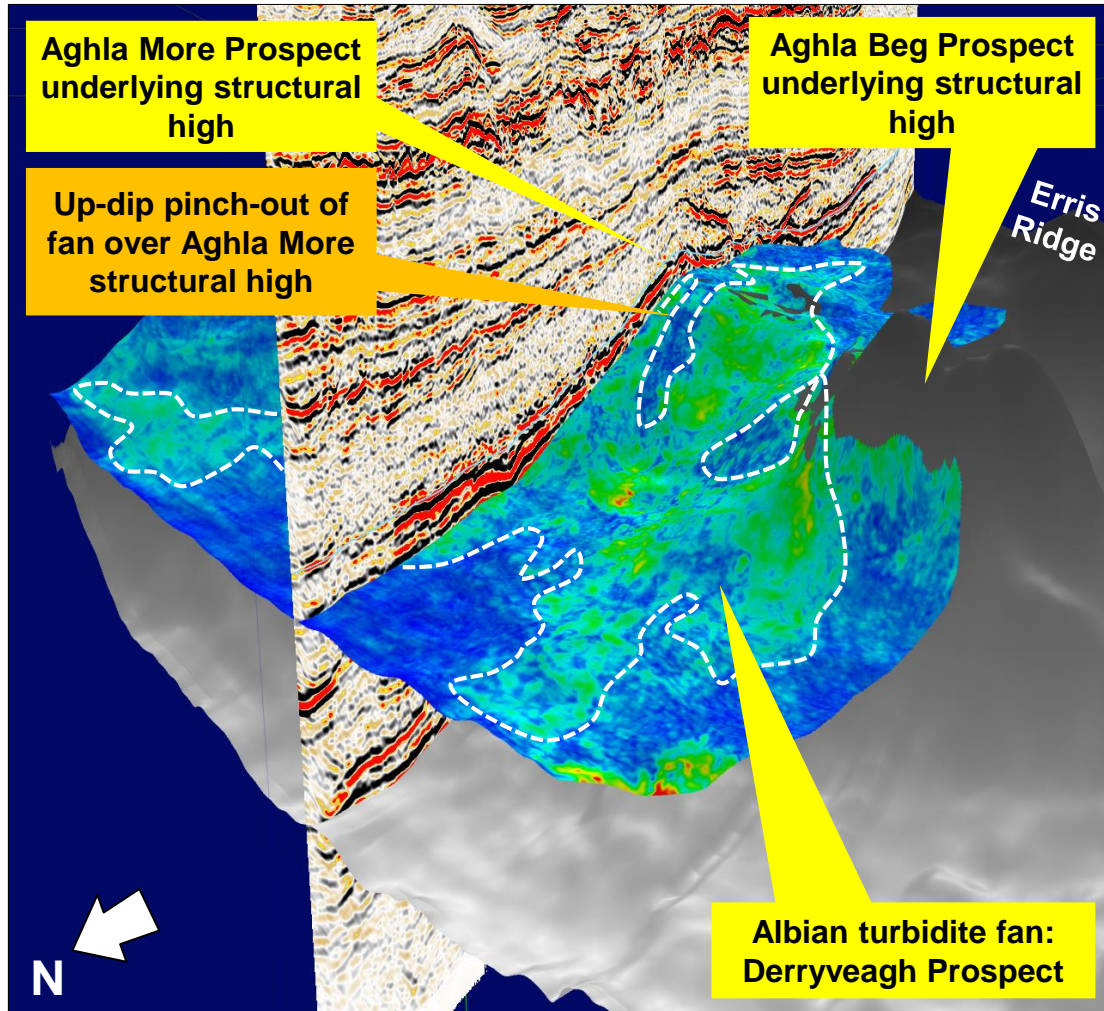 Aghla More Prospect
underlying structural
high
Aghla Beg Prospect
underlying structural
high
Up-dip pinch-out of
fan over Aghla More
structural high
Erris
Ridge
Albian turbidite fan:
Derryveagh Prospect
N